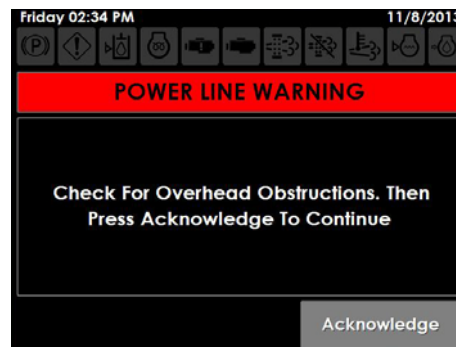 Friday 02:34 PM 11/8/2013
(P)
POWER LINE WARNING
Check For Overhead Obstructions. Then
Press Acknowledge To Continue
Acknowledge